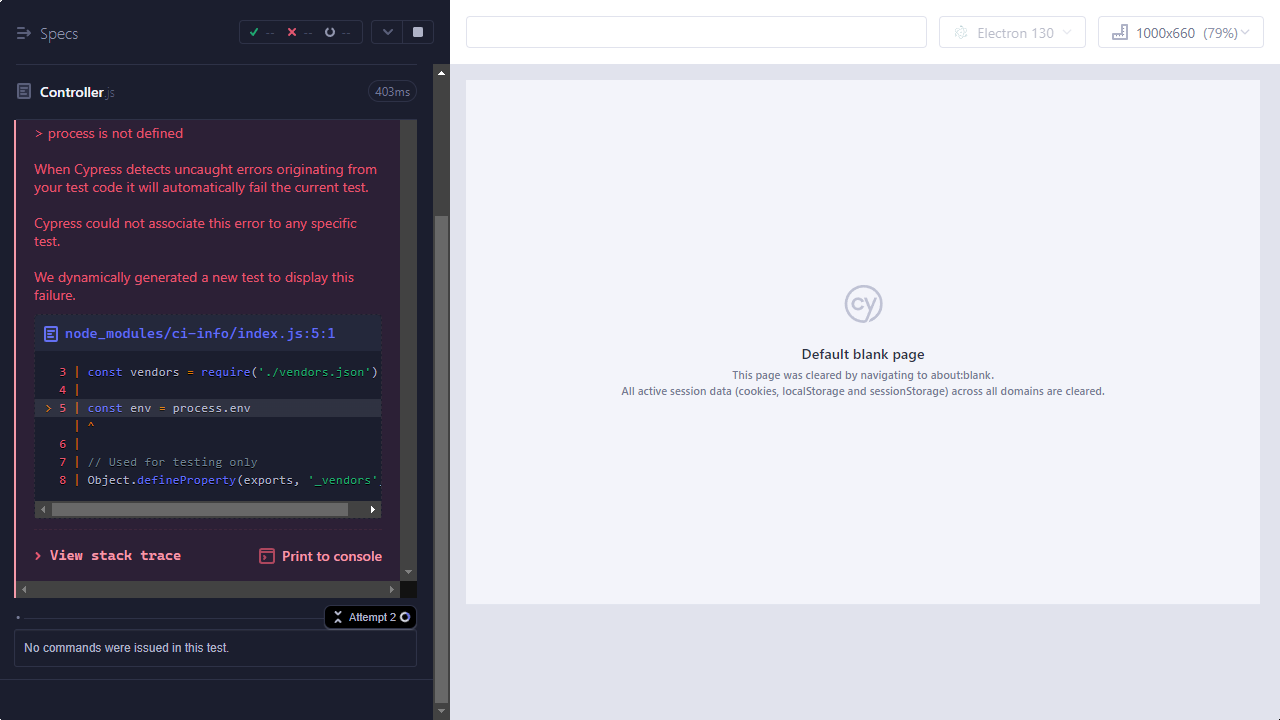 Specs
--
--
--
Electron 130
1000x660 (79%)
Controller.js
403ms
> process is not defined
When Cypress detects uncaught errors originating from
your test code it will automatically fail the current test.
Cypress could not associate this error to any specific
test.
We dynamically generated a new test to display this
failure.
node_modules/ci-info/index.js:5:1
3 | const vendors = require('./vendors.json')
4 |
> 5 | const env = process.env
| ^
6 |
7 | // Used for testing only
8 | Object.defineProperty(exports, '_vendors'
> View stack trace
Print to console
Attempt 2
No commands were issued in this test.
cy
Default blank page
This page was cleared by navigating to about:blank.
All active session data (cookies, localStorage and sessionStorage) across all domains are cleared.